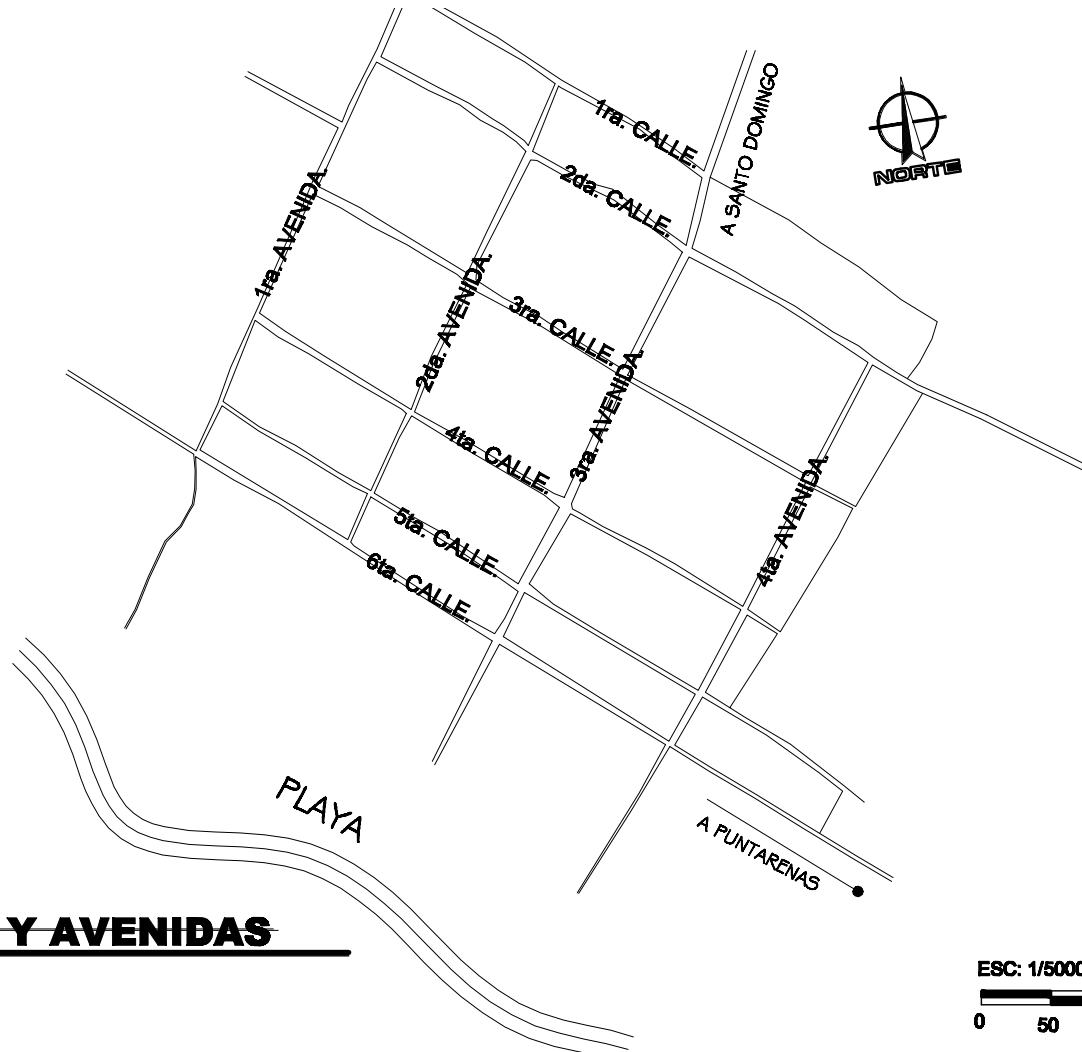 1ra. CALLE.
A SANTO DOMINGO
NORTE
2da. CALLE.
1ra. AVENIDA.
2da. AVENIDA.
3ra. CALLE.
3ra. AVENIDA.
4ta. CALLE.
4ta. AVENIDA.
5ta. CALLE.
6ta. CALLE.
PLAYA
A PUNTARENAS
Y AVENIDAS
ESC: 1/5000
0 50